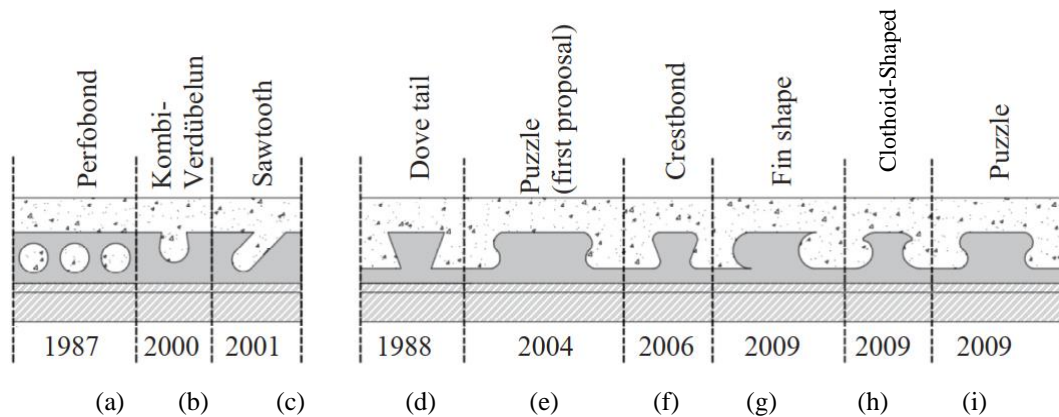 Perfobond
Kombi-
Verdübelun
Sawtooth
Dove tail
Puzzle
(first proposal)
Crestbond
Fin shape
Clothoid-Shaped
Puzzle
1987 2000 2001 1988 2004 2006 2009 2009 2009
(a) (b) (c) (d) (e) (f) (g) (h) (i)